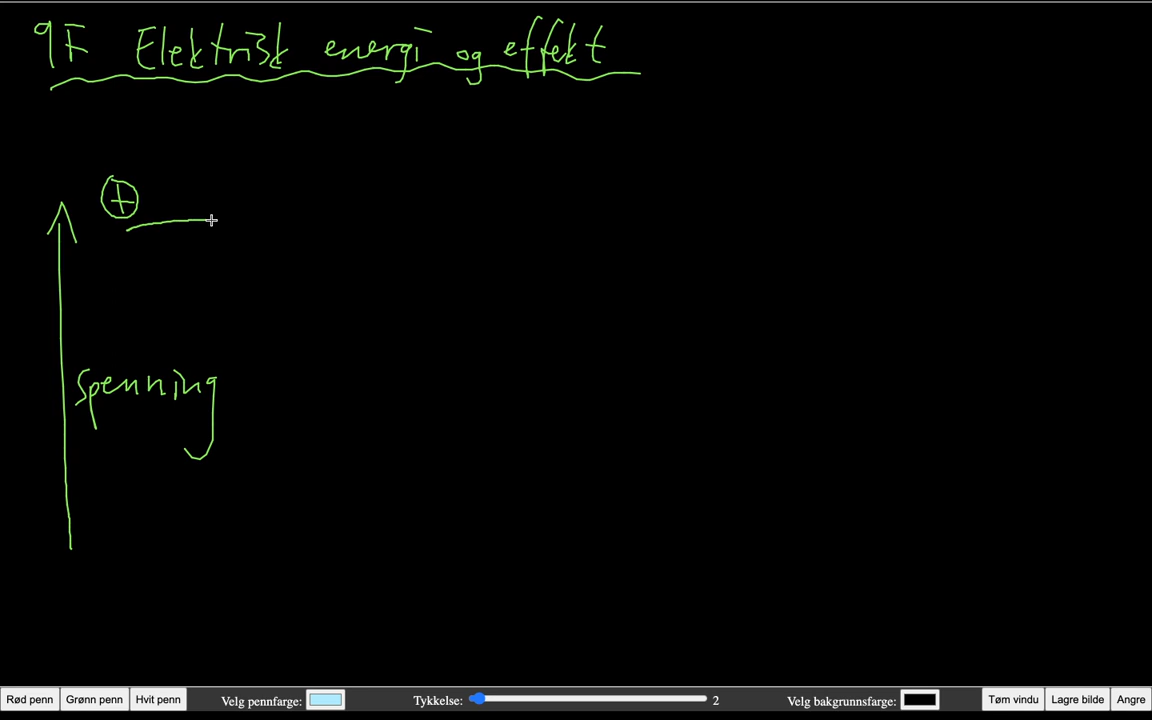 9F Elektrisk energi og effekt
+
spenning
Rød penn Grønn penn Hvit penn Velg pennfarge: Tykkelse: 2 Velg bakgrunnsfarge: Tøm vindu Lagre bilde Angre